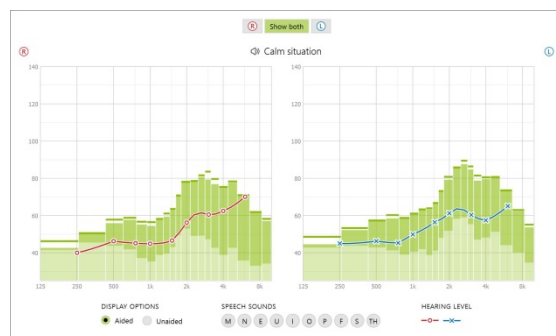 R Show both L
R Calm situation L
140 140
120 120
100 100
80 80
60 60
40 40
125 250 500 1k 2k 4k 8k 125 250 500 1k 2k 4k 8k
DISPLAY OPTIONS SPEECH SOUNDS HEARING LEVEL
Aided Unaided M N E U I O P F S TH